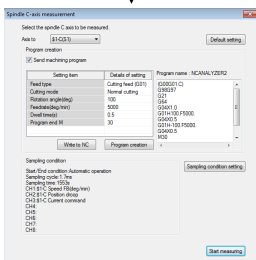 Spindle C-axis measurement
Select the spindle C axis to be measured.
Axis to
$1-C(S1)
Default setting
Program creation
Send machining program
Setting item
Details of setting
Feed type
Cutting feed (G01)
Cutting mode
Normal cutting
Rotation angle(deg)
100
Feedrate(deg/min)
5000
Dwell time(s)
0.5
Program end M
30
Program name : NCANALYZER2
(G00G01.C)
G98G97
G21
G64
G04X1.0
G01H100.F5000.
G04X0.5
G01H-100.F5000.
G04X0.5
M30
Write to NC
Program creation
Sampling condition
Start/End condition:Automatic operation
Sampling cycle:1.7ms
Sampling time:1553s
CH1:$1-C Speed FB(deg/min)
CH2:$1-C Position droop
CH3:$1-C Current command
CH4:
CH5:
CH6:
CH7:
CH8:
Sampling condition setting
Start measuring